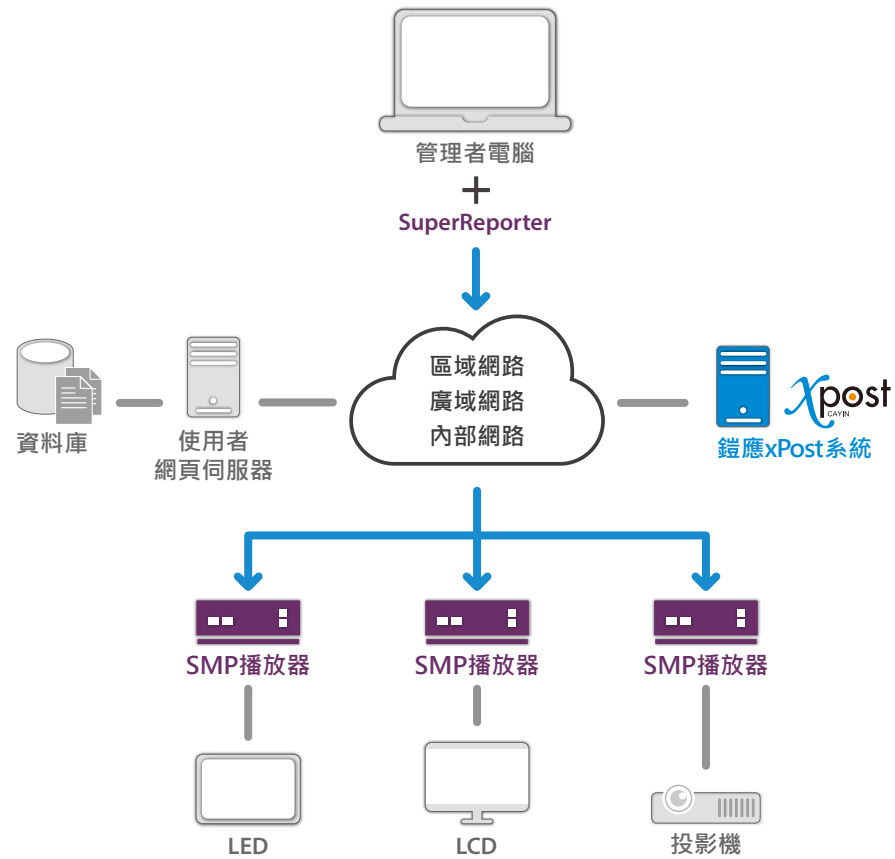 管理者電腦
+
SuperReporter
區域網路
廣域網路
內部網路
資料庫
使用者
網頁伺服器
xpost
CAYIN
鎧應xPost系統
SMP播放器
SMP播放器
SMP播放器
LED
LCD
投影機